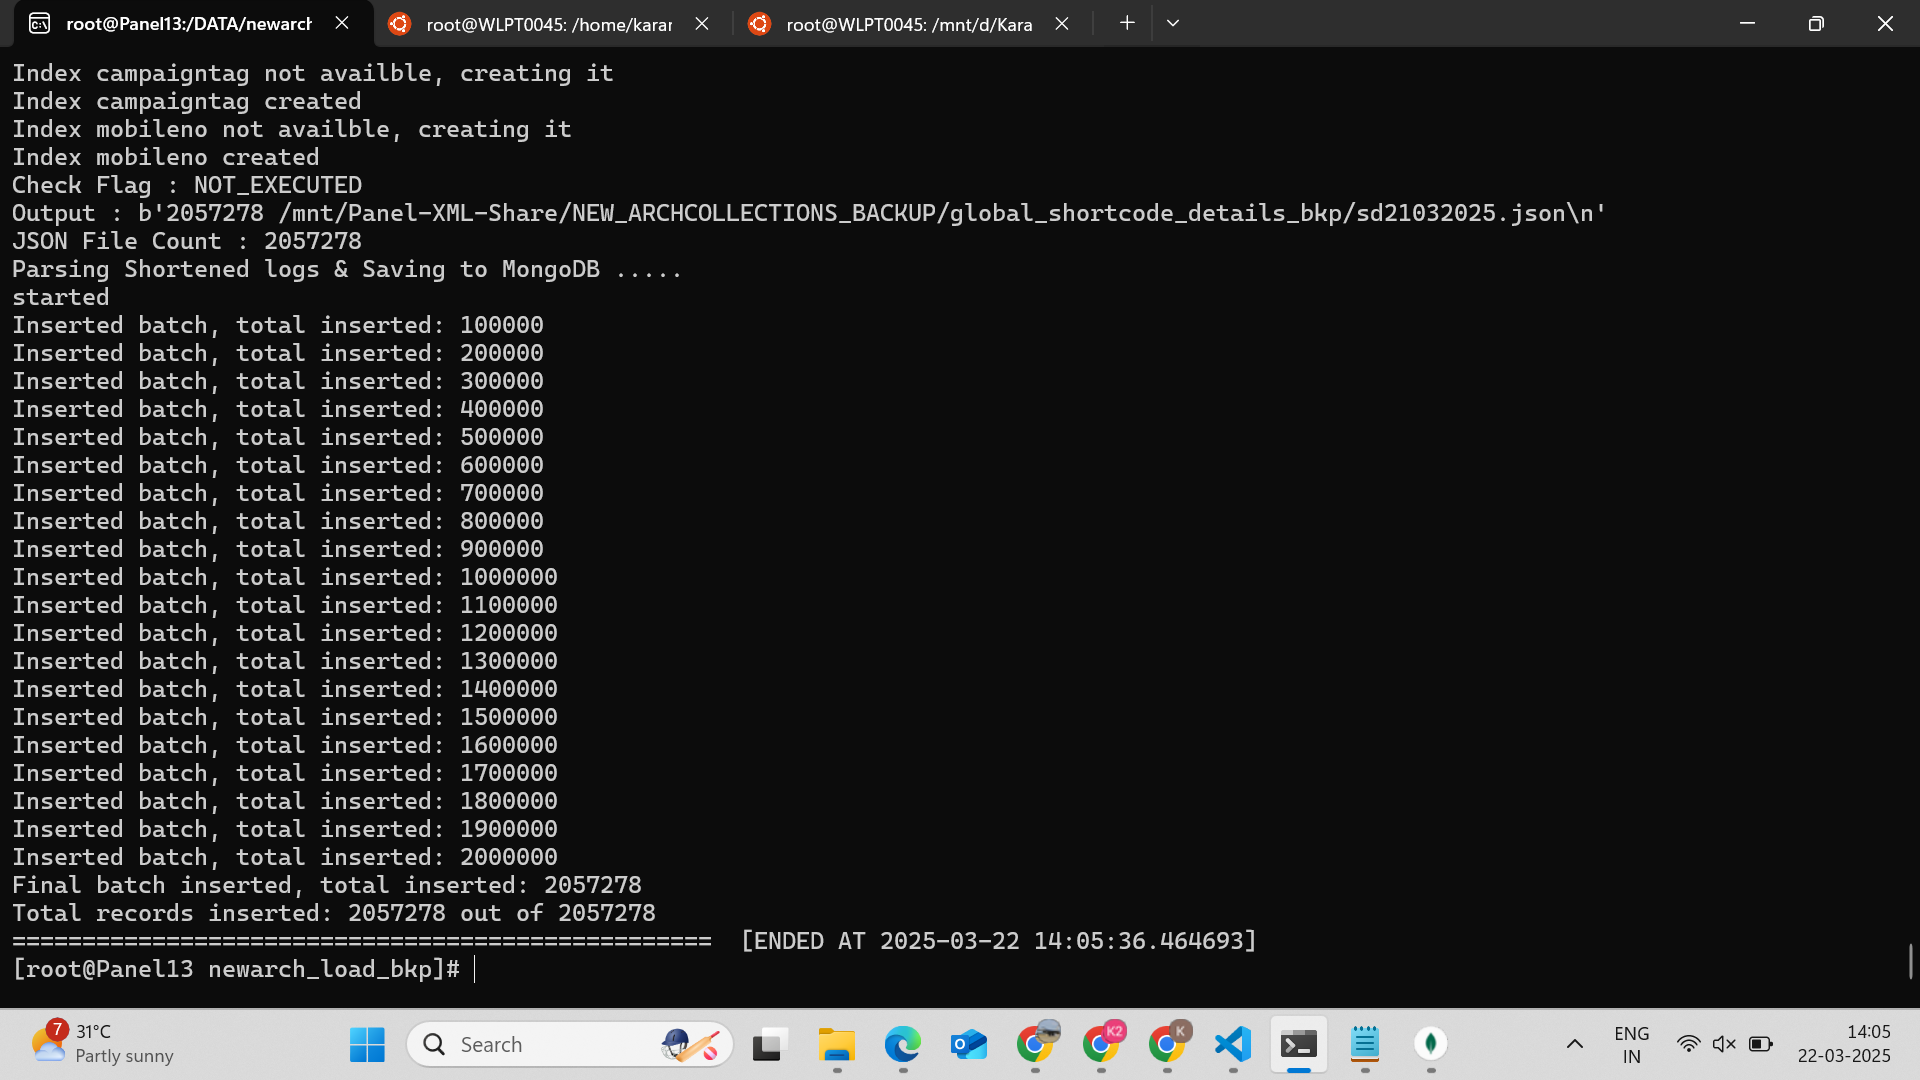 root@Panel13:/DATA/newarch
root@WLPT0045: /home/karar
root@WLPT0045: /mnt/d/Kara
Index campaigntag not availble, creating it
Index campaigntag created
Index mobileno not availble, creating it
Index mobileno created
Check Flag : NOT_EXECUTED
Output : b'2057278 /mnt/Panel-XML-Share/NEW_ARCHCOLLECTIONS_BACKUP/global_shortcode_details_bkp/sd21032025.json\n'
JSON File Count : 2057278
Parsing Shortened logs & Saving to MongoDB .....
started
Inserted batch, total inserted: 100000
Inserted batch, total inserted: 200000
Inserted batch, total inserted: 300000
Inserted batch, total inserted: 400000
Inserted batch, total inserted: 500000
Inserted batch, total inserted: 600000
Inserted batch, total inserted: 700000
Inserted batch, total inserted: 800000
Inserted batch, total inserted: 900000
Inserted batch, total inserted: 1000000
Inserted batch, total inserted: 1100000
Inserted batch, total inserted: 1200000
Inserted batch, total inserted: 1300000
Inserted batch, total inserted: 1400000
Inserted batch, total inserted: 1500000
Inserted batch, total inserted: 1600000
Inserted batch, total inserted: 1700000
Inserted batch, total inserted: 1800000
Inserted batch, total inserted: 1900000
Inserted batch, total inserted: 2000000
Final batch inserted, total inserted: 2057278
Total records inserted: 2057278 out of 2057278
================================================== [ENDED AT 2025-03-22 14:05:36.464693]
[root@Panel13 newarch_load_bkp]#
7
31°C
Partly sunny
Search
K2
K
ENG
IN
14:05
22-03-2025